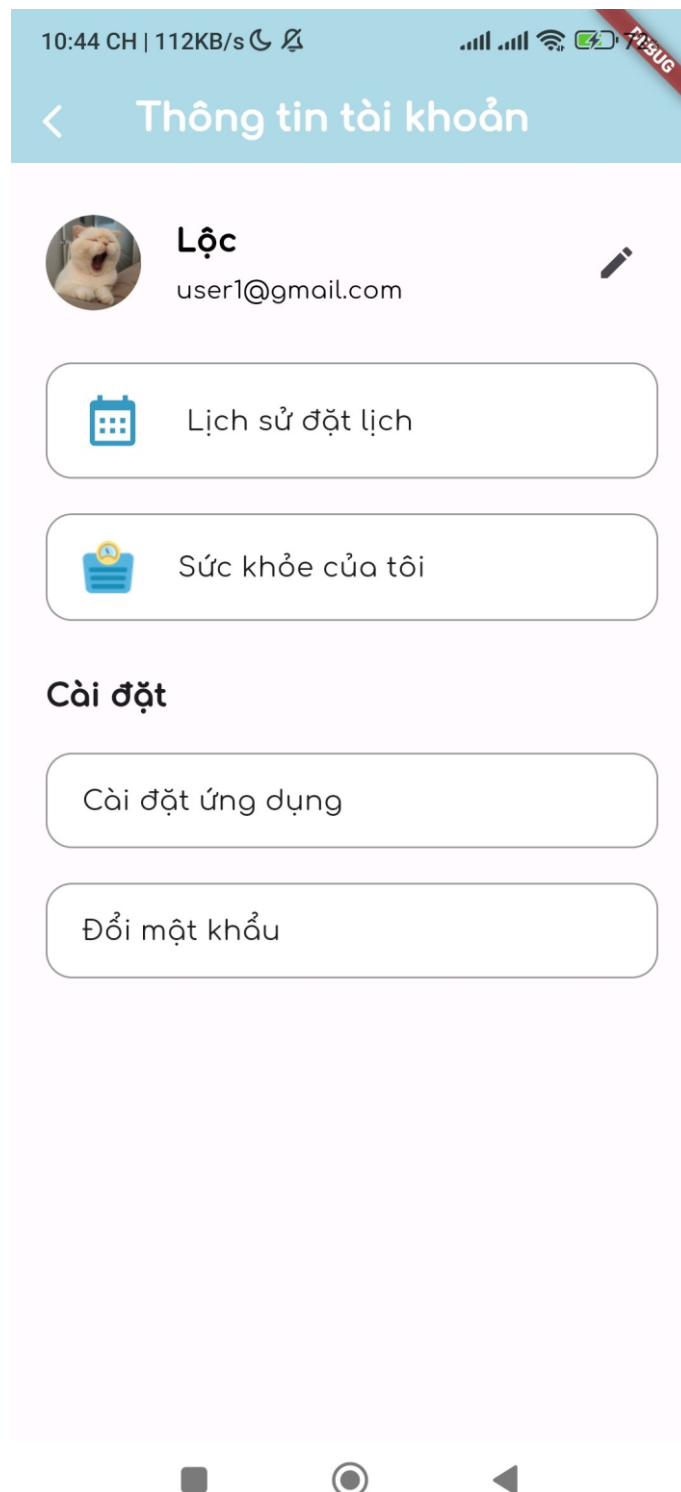 10:44 CH | 112KB/s
DEBUG
Thông tin tài khoản
Lộc
user1@gmail.com
Lịch sử đặt lịch
Sức khỏe của tôi
Cài đặt
Cài đặt ứng dụng
Đổi mật khẩu